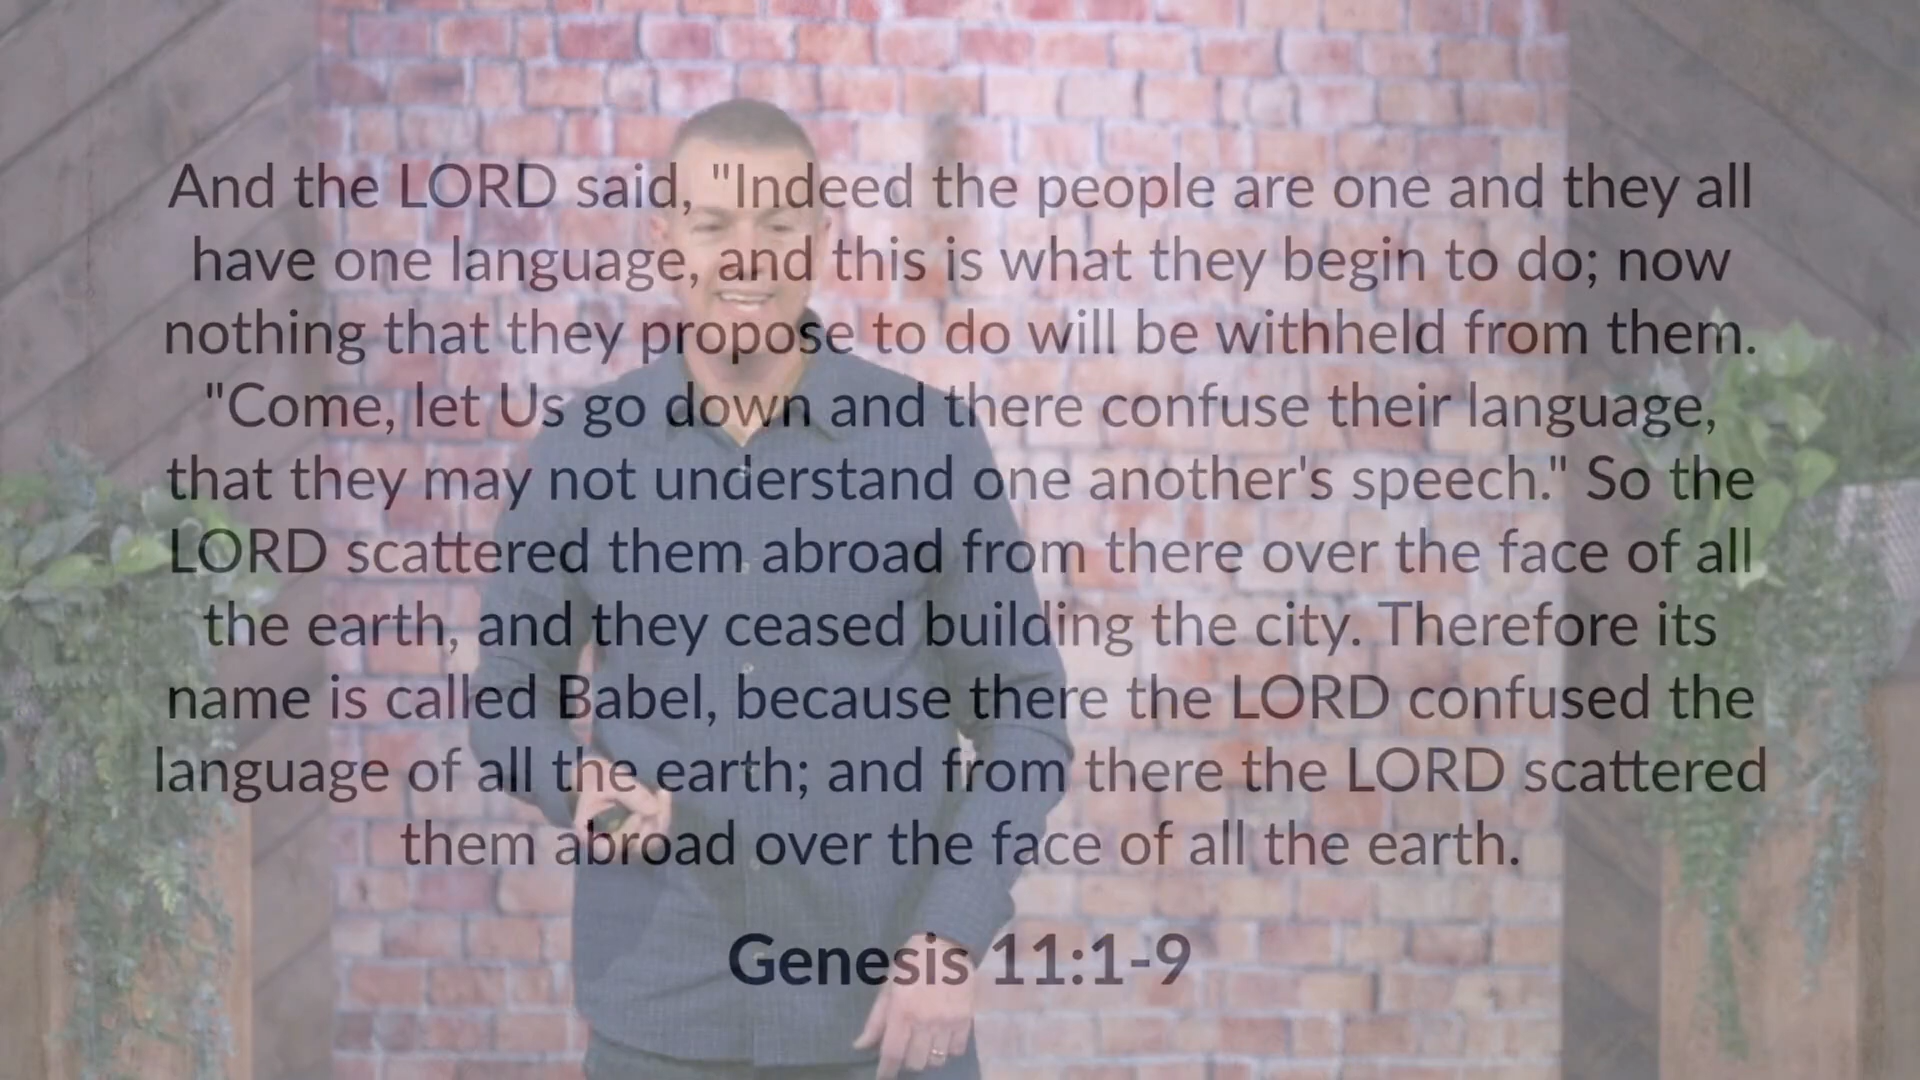 And the LORD said, "Indeed the people are one and they all
have one language, and this is what they begin to do; now
nothing that they propose to do will be withheld from them.
"Come, let Us go down and there confuse their language,
that they may not understand one another's speech." So the
LORD scattered them abroad from there over the face of all
the earth, and they ceased building the city. Therefore its
name is called Babel, because there the LORD confused the
language of all the earth; and from there the LORD scattered
them abroad over the face of all the earth.
Genesis 11:1-9